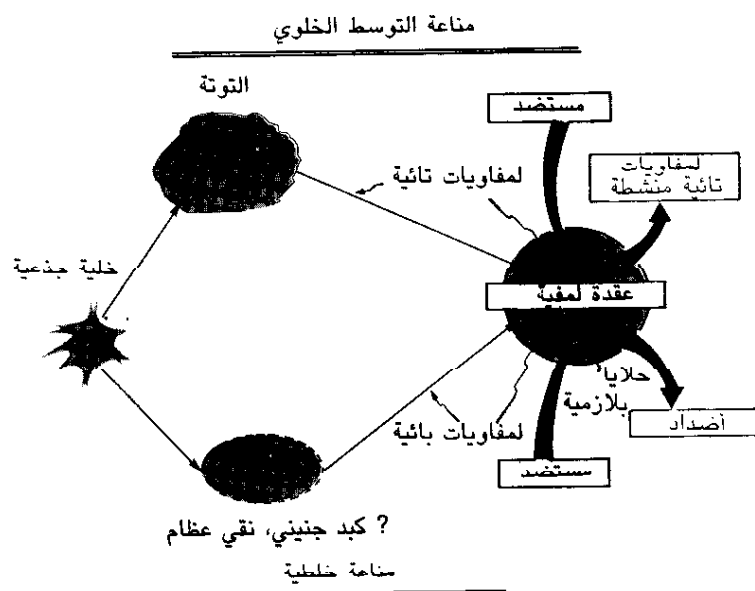 مناعة التوسط الخلوي
التوتة
مستضد
لمفاويات
تائية منشطة
لمفاويات تائية
خلية جذعية
عقدة لمفية
خلايا
بلازمية
لمفاويات بائية
أضداد
مستضد
? كبد جنيني، نقي عظام
مناعة خلطية